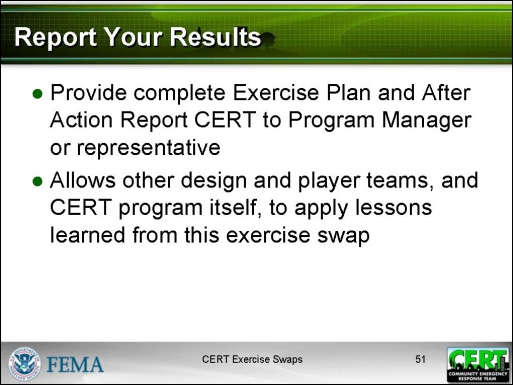 Report Your Results
● Provide complete Exercise Plan and After
Action Report CERT to Program Manager
or representative
● Allows other design and player teams, and
CERT program itself, to apply lessons
learned from this exercise swap
FEMA
CERT Exercise Swaps
51
CERT
COMMUNITY EMERGENCY
RESPONSE TEAM